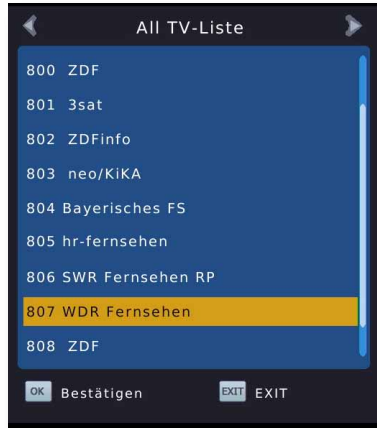 All TV-Liste
800 ZDF
801 3sat
802 ZDFinfo
803 neo/KiKA
804 Bayerisches FS
805 hr-fernsehen
806 SWR Fernsehen RP
807 WDR Fernsehen
808 ZDF
OK Bestätigen EXIT EXIT